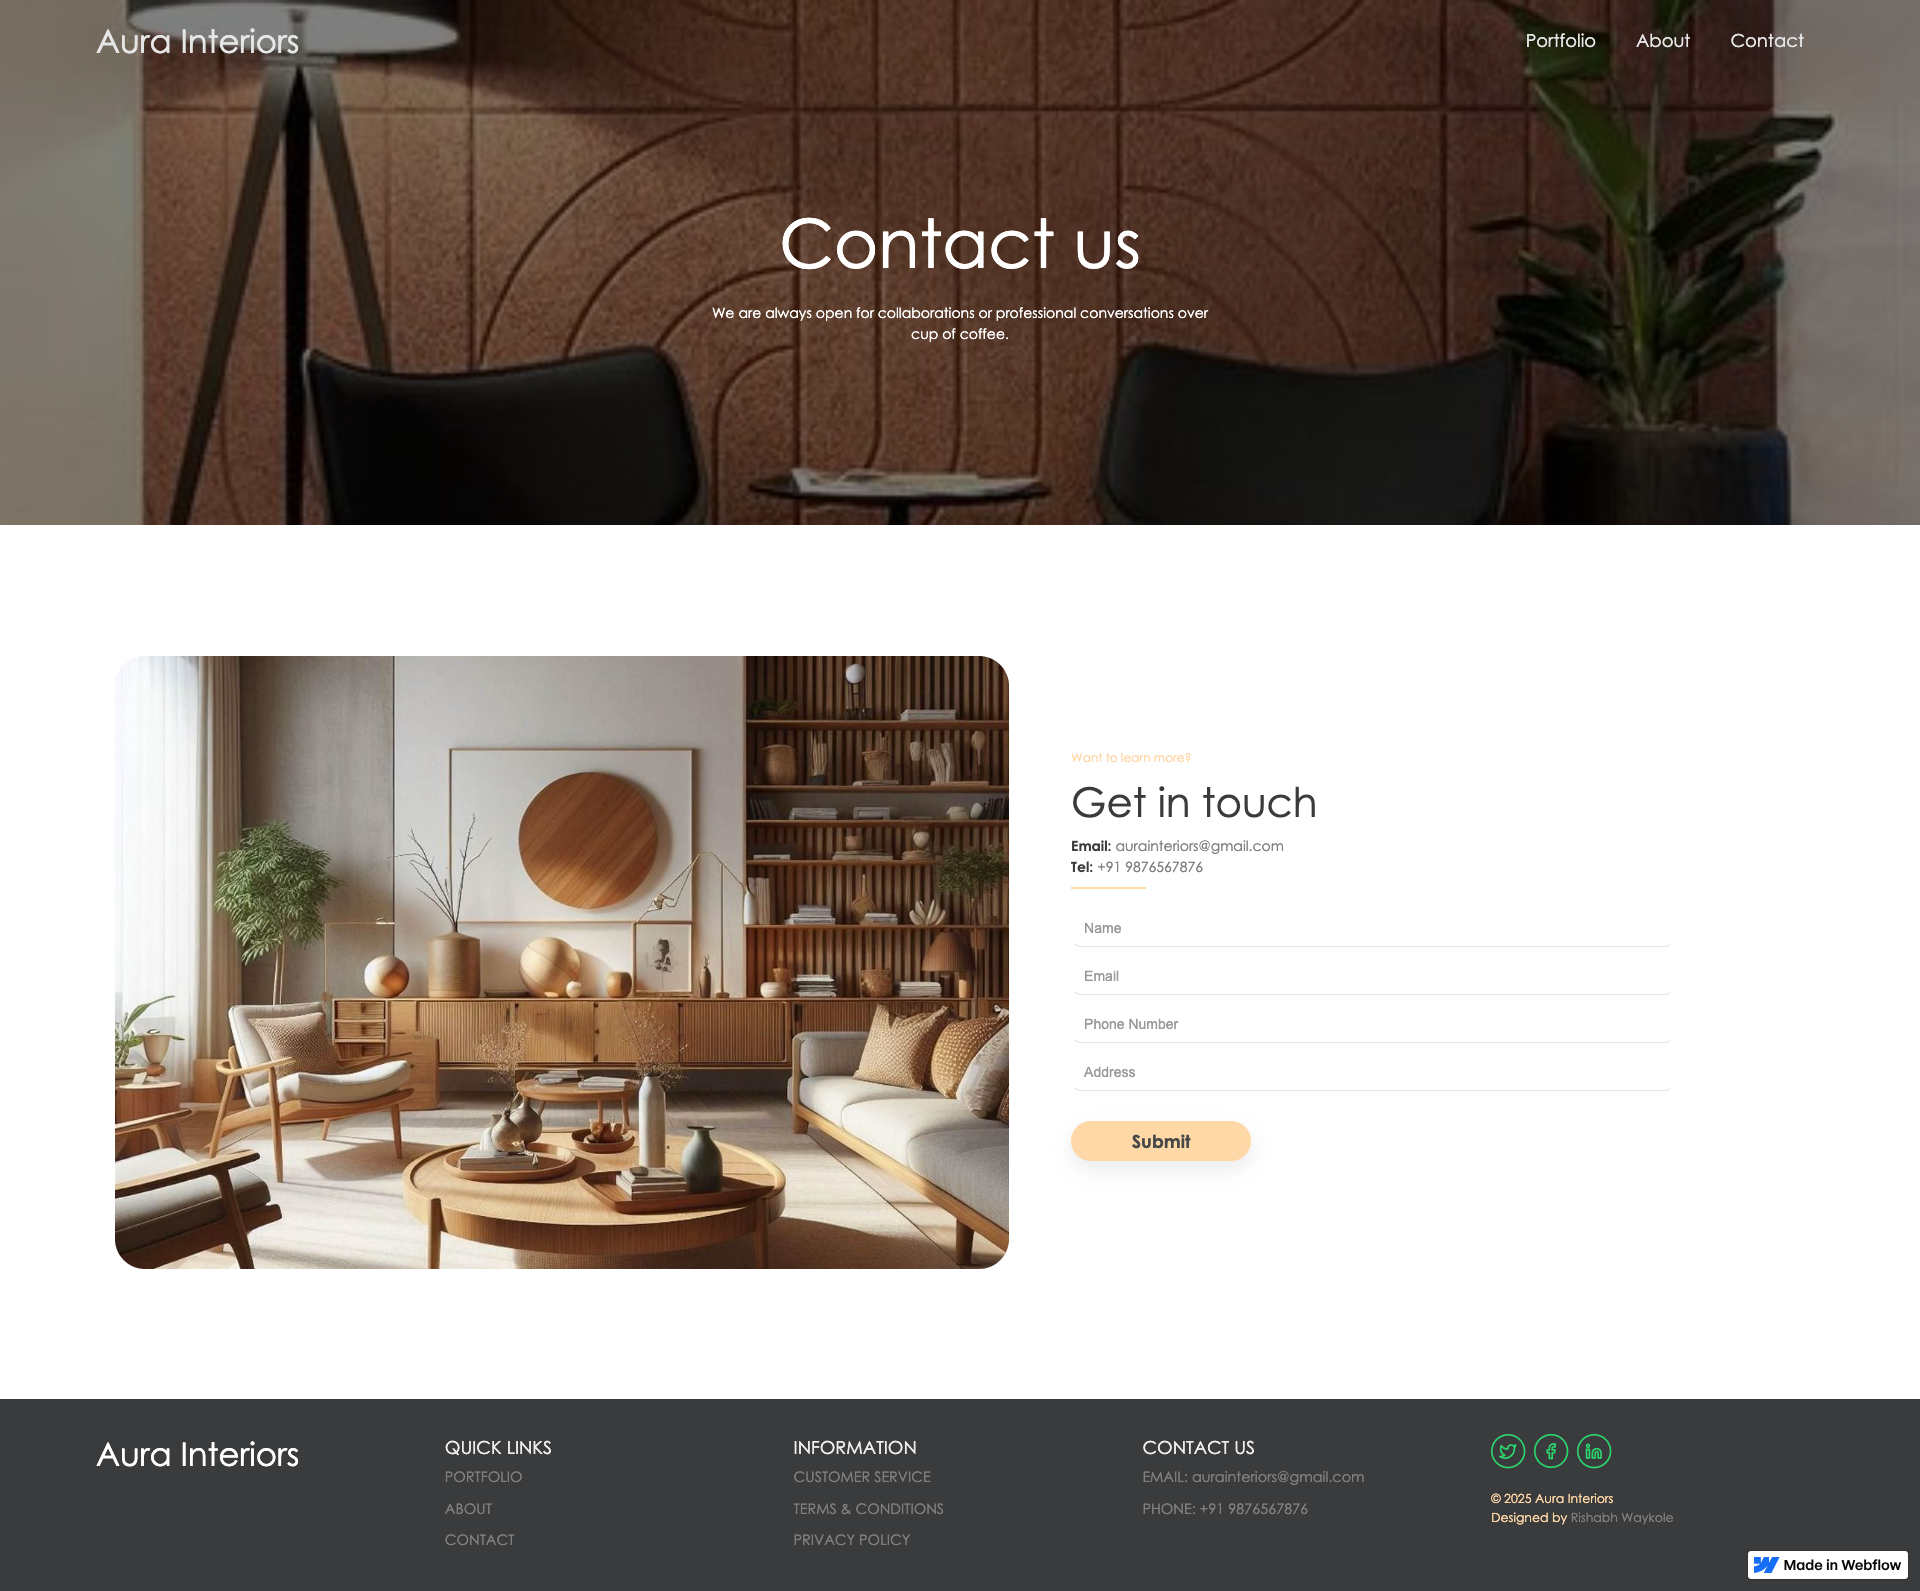 Aura Interiors
Portfolio
About
Contact
Contact us
We are always open for collaborations or professional conversations over
cup of coffee.
Want to learn more?
Get in touch
Email: aurainteriors@gmail.com
Tel: +91 9876567876
Name
Email
Phone Number
Address
Submit
Aura Interiors
QUICK LINKS
PORTFOLIO
ABOUT
CONTACT
INFORMATION
CUSTOMER SERVICE
TERMS & CONDITIONS
PRIVACY POLICY
CONTACT US
EMAIL: aurainteriors@gmail.com
PHONE: +91 9876567876
© 2025 Aura Interiors
Designed by Rishabh Waykole
Made in Webflow